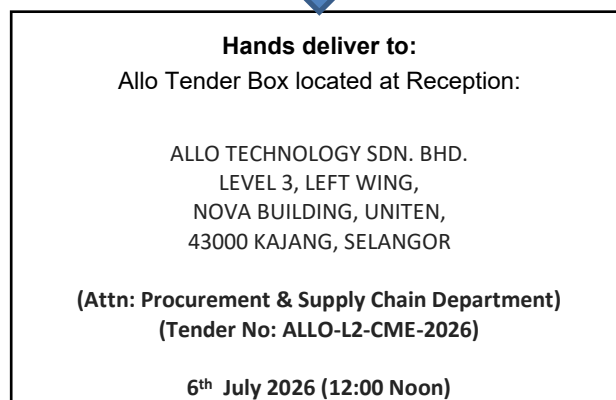 Hands deliver to:
Allo Tender Box located at Reception:
ALLO TECHNOLOGY SDN. BHD.
LEVEL 3, LEFT WING,
NOVA BUILDING, UNITEN,
43000 KAJANG, SELANGOR
(Attn: Procurement & Supply Chain Department)
(Tender No: ALLO-L2-CME-2026)
6th July 2026 (12:00 Noon)